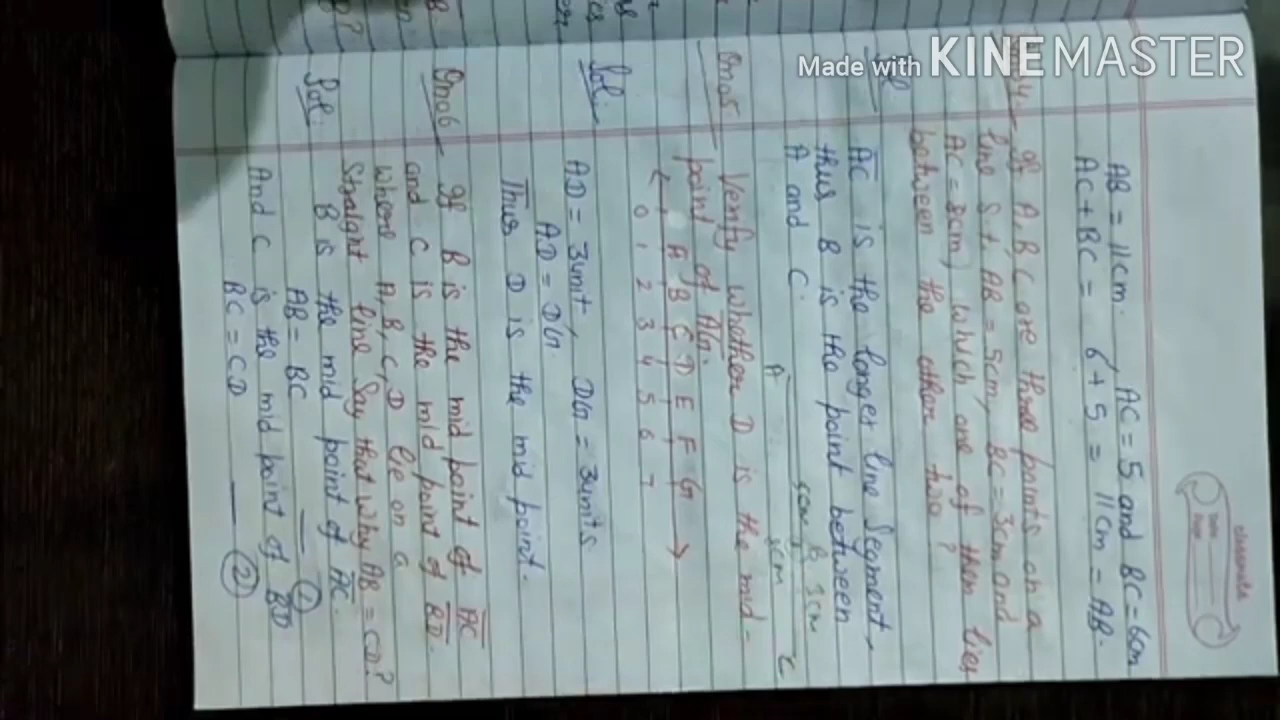 Made with KINEMASTER
classmate
AB = 11cm, AC = 5 and BC = 6cm
AC + BC = 6 + 5 = 11cm = AB.
If A, B, C are three points on a
line S.t, AB = 5cm, BC = 3cm and
AC = 8cm, which one of them lies
between the other two?
AC is the longer line Segment,
thus B is the point between
A and C.
A 5cm B 3cm C
Qno5 Verify whether D is the mid-
point of AG.
A B C D E F G
0 1 2 3 4 5 6 7
Sol:- AD = 3unit, DG = 3units
AD = DG.
Thus D is the mid point.
Qno6 If B is the mid point of AC
and C is the mid point of BD.
where A, B, C, D lie on a
Straight line Say that why AB = CD?
Sol:- B is the mid point of AC.
AB = BC — ①
And C is the mid point of BD
BC = CD — ②